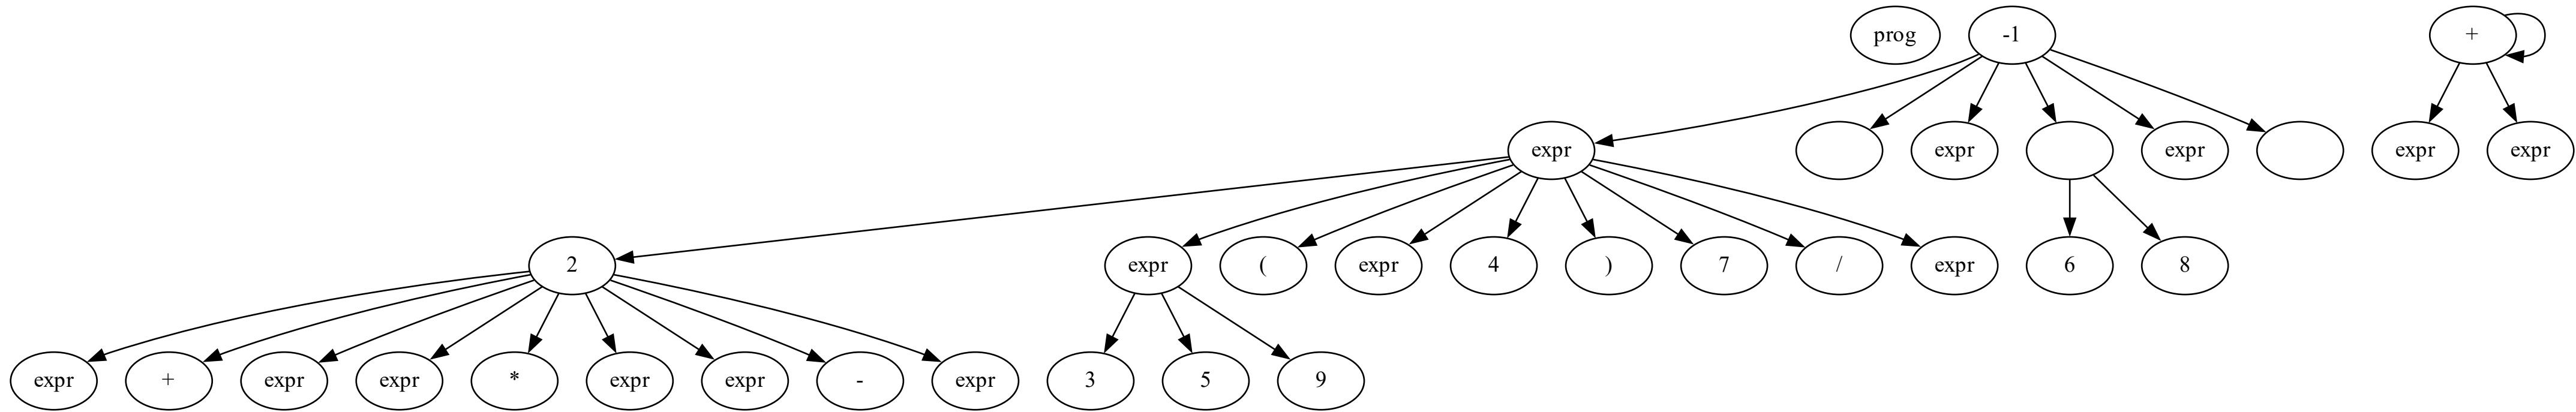 prog -1 +
expr expr expr expr expr
2 expr ( expr 4 ) 7 / expr 6 8
expr + expr expr * expr expr - expr 3 5 9